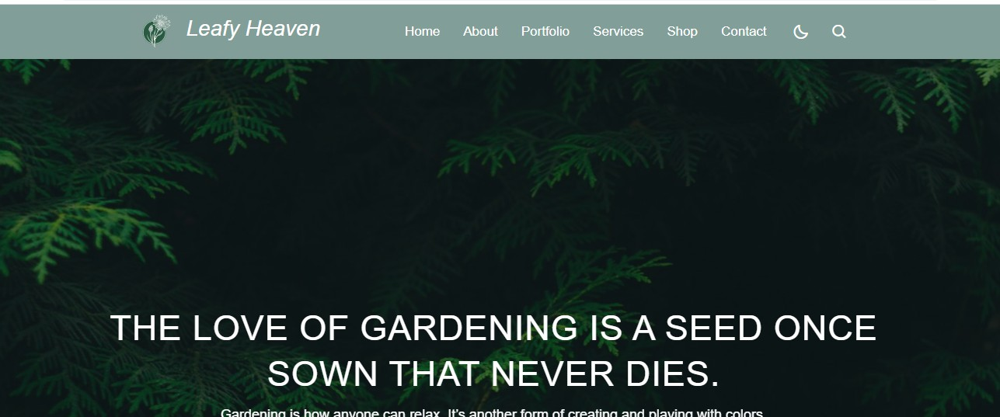 Leafy Heaven
Home About Portfolio Services Shop Contact
THE LOVE OF GARDENING IS A SEED ONCE
SOWN THAT NEVER DIES.
Gardening is how anyone can relax. It's another form of creating and playing with colors.